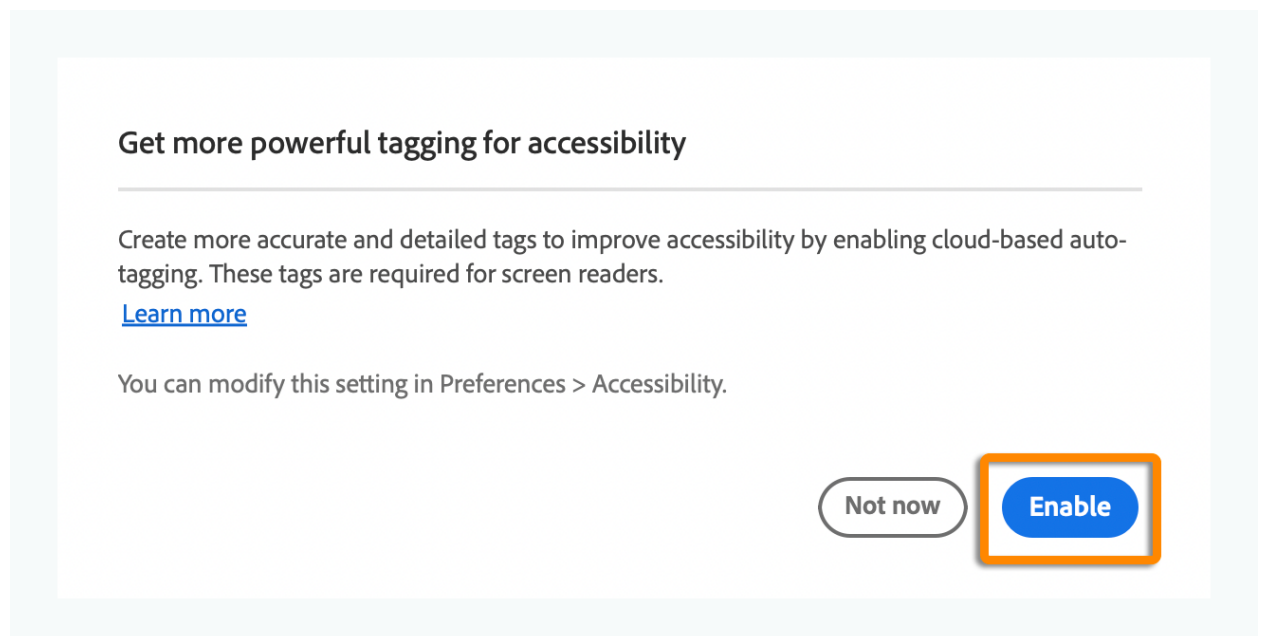 Get more powerful tagging for accessibility
Create more accurate and detailed tags to improve accessibility by enabling cloud-based auto-
tagging. These tags are required for screen readers.
Learn more
You can modify this setting in Preferences > Accessibility.
Not now
Enable